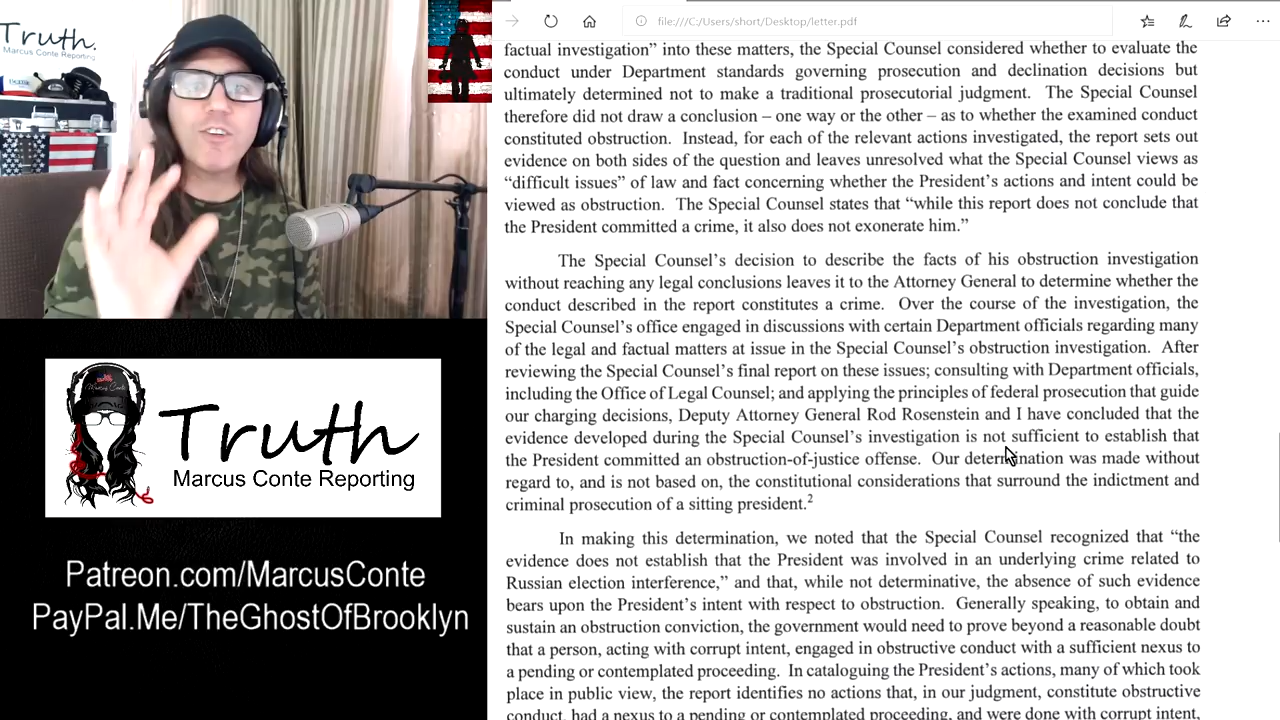 Truth.
Marcus Conte Reporting
file:///C:/Users/short/Desktop/letter.pdf
factual investigation” into these matters, the Special Counsel considered whether to evaluate the
conduct under Department standards governing prosecution and declination decisions but
ultimately determined not to make a traditional prosecutorial judgment.  The Special Counsel
therefore did not draw a conclusion – one way or the other – as to whether the examined conduct
constituted obstruction.  Instead, for each of the relevant actions investigated, the report sets out
evidence on both sides of the question and leaves unresolved what the Special Counsel views as
“difficult issues” of law and fact concerning whether the President’s actions and intent could be
viewed as obstruction.  The Special Counsel states that “while this report does not conclude that
the President committed a crime, it also does not exonerate him.”
The Special Counsel’s decision to describe the facts of his obstruction investigation
without reaching any legal conclusions leaves it to the Attorney General to determine whether the
conduct described in the report constitutes a crime.  Over the course of the investigation, the
Special Counsel’s office engaged in discussions with certain Department officials regarding many
of the legal and factual matters at issue in the Special Counsel’s obstruction investigation.  After
reviewing the Special Counsel’s final report on these issues; consulting with Department officials,
including the Office of Legal Counsel; and applying the principles of federal prosecution that guide
our charging decisions, Deputy Attorney General Rod Rosenstein and I have concluded that the
evidence developed during the Special Counsel’s investigation is not sufficient to establish that
the President committed an obstruction-of-justice offense.  Our determination was made without
regard to, and is not based on, the constitutional considerations that surround the indictment and
criminal prosecution of a sitting president.2
In making this determination, we noted that the Special Counsel recognized that “the
evidence does not establish that the President was involved in an underlying crime related to
Russian election interference,” and that, while not determinative, the absence of such evidence
bears upon the President’s intent with respect to obstruction.  Generally speaking, to obtain and
sustain an obstruction conviction, the government would need to prove beyond a reasonable doubt
that a person, acting with corrupt intent, engaged in obstructive conduct with a sufficient nexus to
a pending or contemplated proceeding.  In cataloguing the President’s actions, many of which took
place in public view, the report identifies no actions that, in our judgment, constitute obstructive
conduct, had a nexus to a pending or contemplated proceeding, and were done with corrupt intent,
Truth
Marcus Conte Reporting
Patreon.com/MarcusConte
PayPal.Me/TheGhostOfBrooklyn